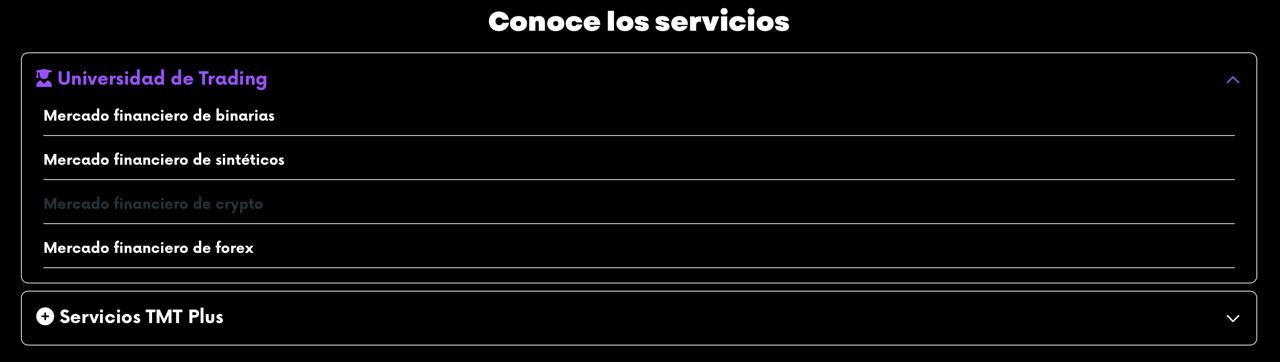 Conoce los servicios
Universidad de Trading
Mercado financiero de binarias
Mercado financiero de sintéticos
Mercado financiero de crypto
Mercado financiero de forex
Servicios TMT Plus